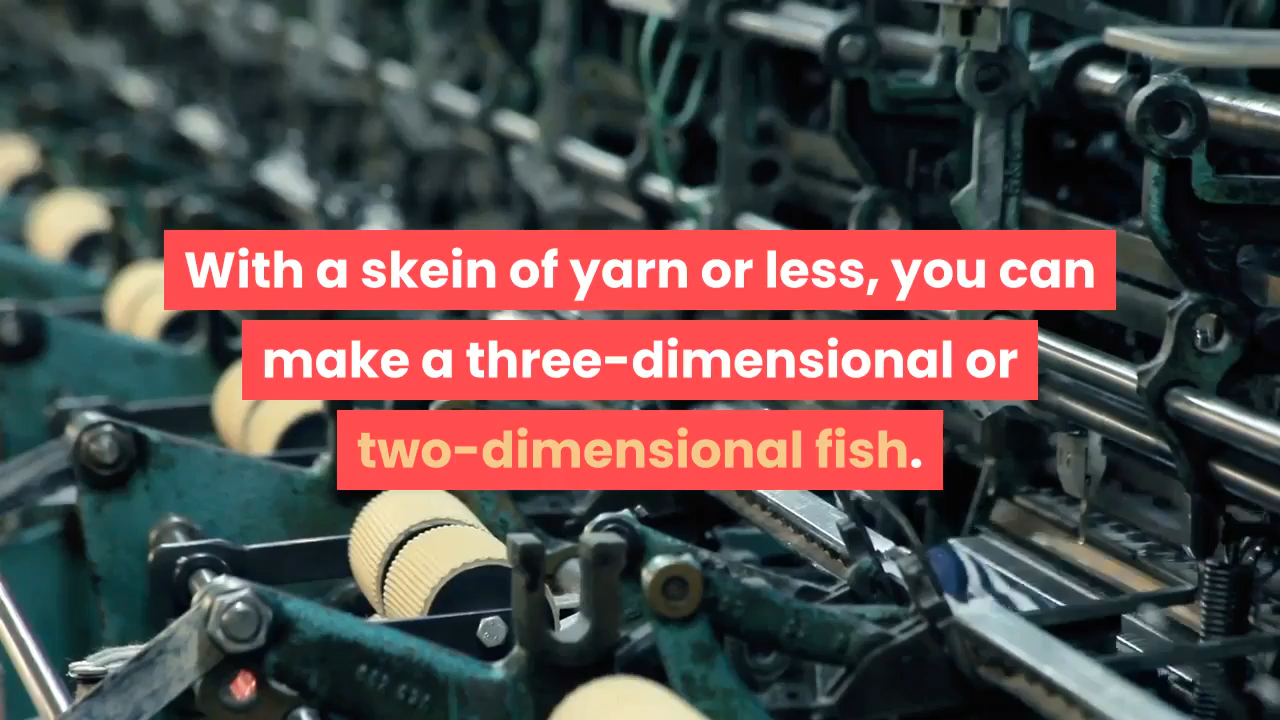 With a skein of yarn or less, you can
make a three-dimensional or
two-dimensional fish.